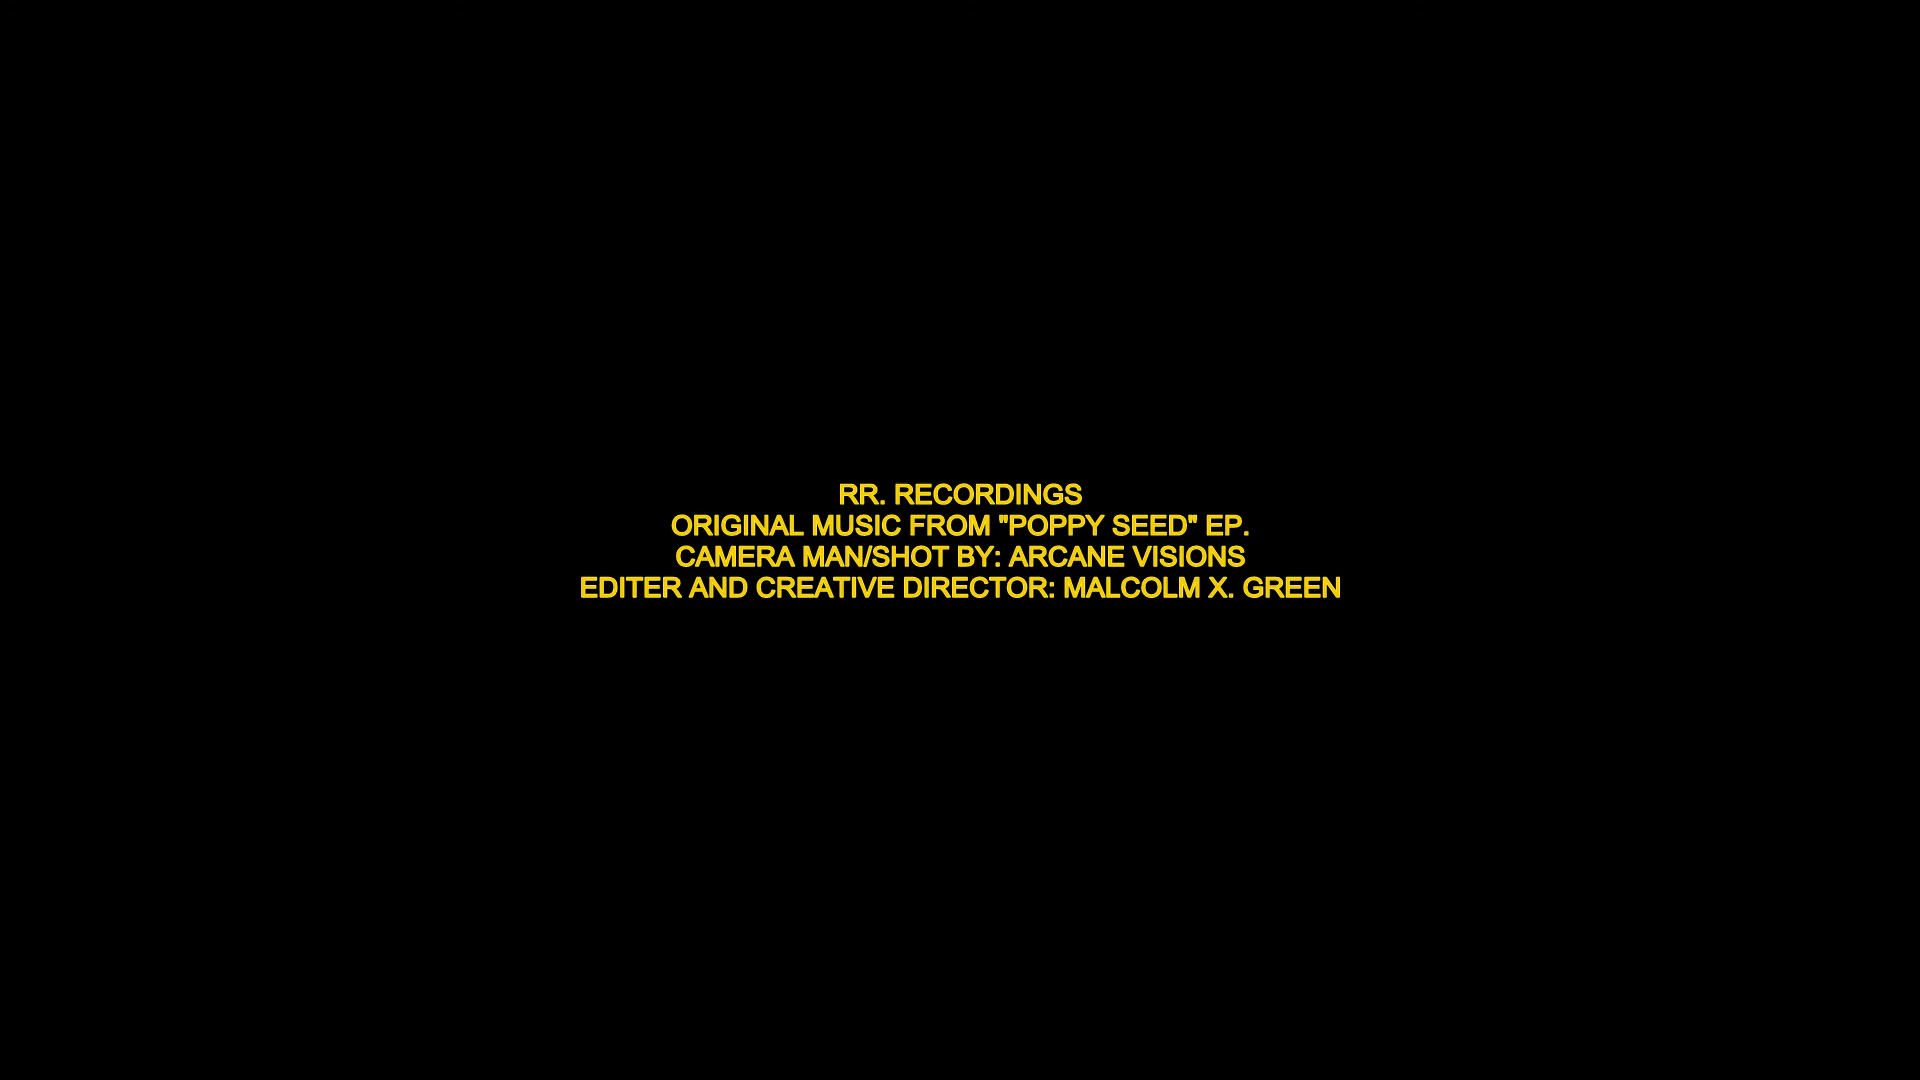 RR. RECORDINGS
ORIGINAL MUSIC FROM "POPPY SEED" EP.
CAMERA MAN/SHOT BY: ARCANE VISIONS
EDITER AND CREATIVE DIRECTOR: MALCOLM X. GREEN